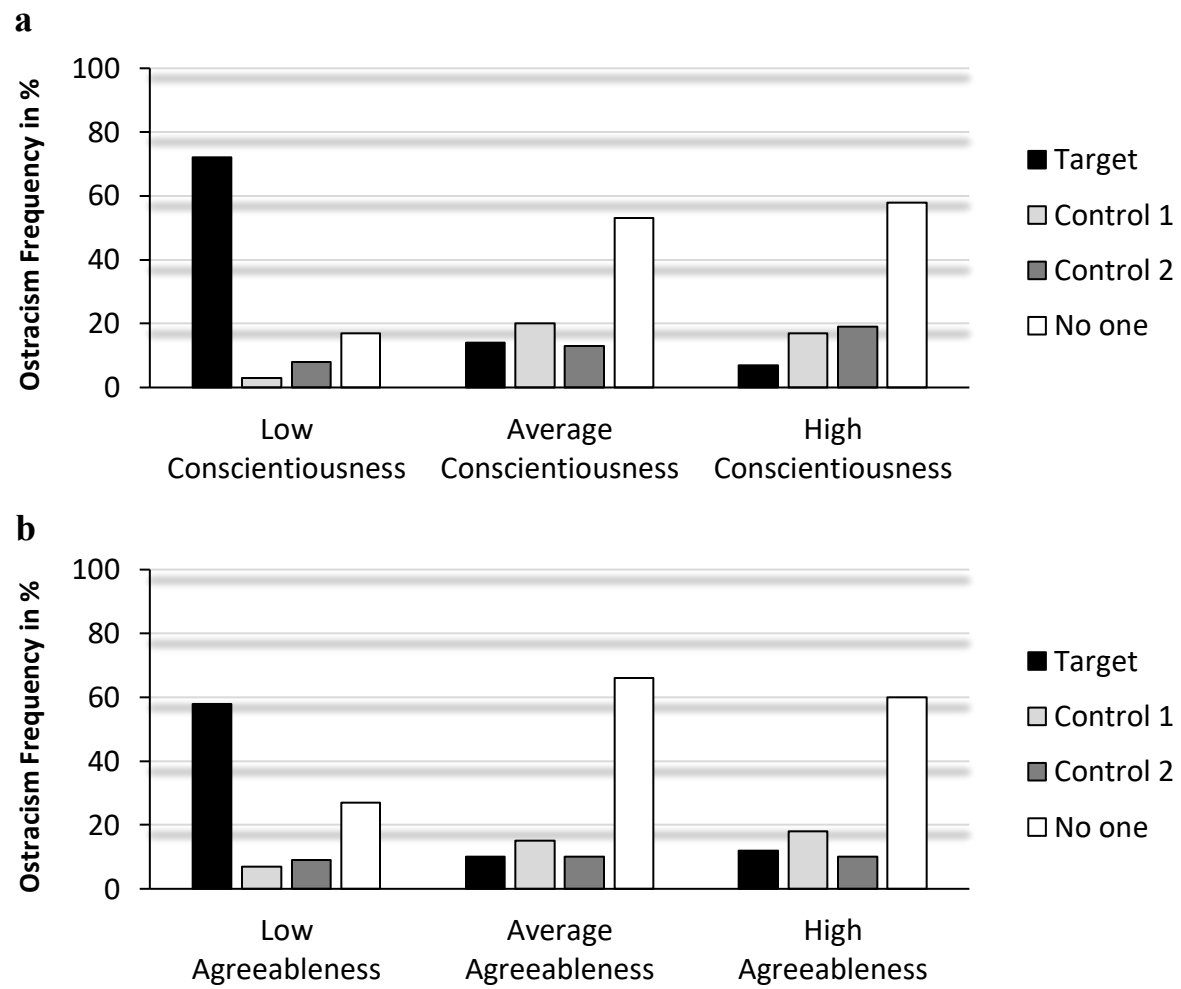 a
Ostracism Frequency in %
100
80
60
40
20
0
Low
Conscientiousness
Average
Conscientiousness
High
Conscientiousness
Target
Control 1
Control 2
No one
b
Ostracism Frequency in %
100
80
60
40
20
0
Low
Agreeableness
Average
Agreeableness
High
Agreeableness
Target
Control 1
Control 2
No one